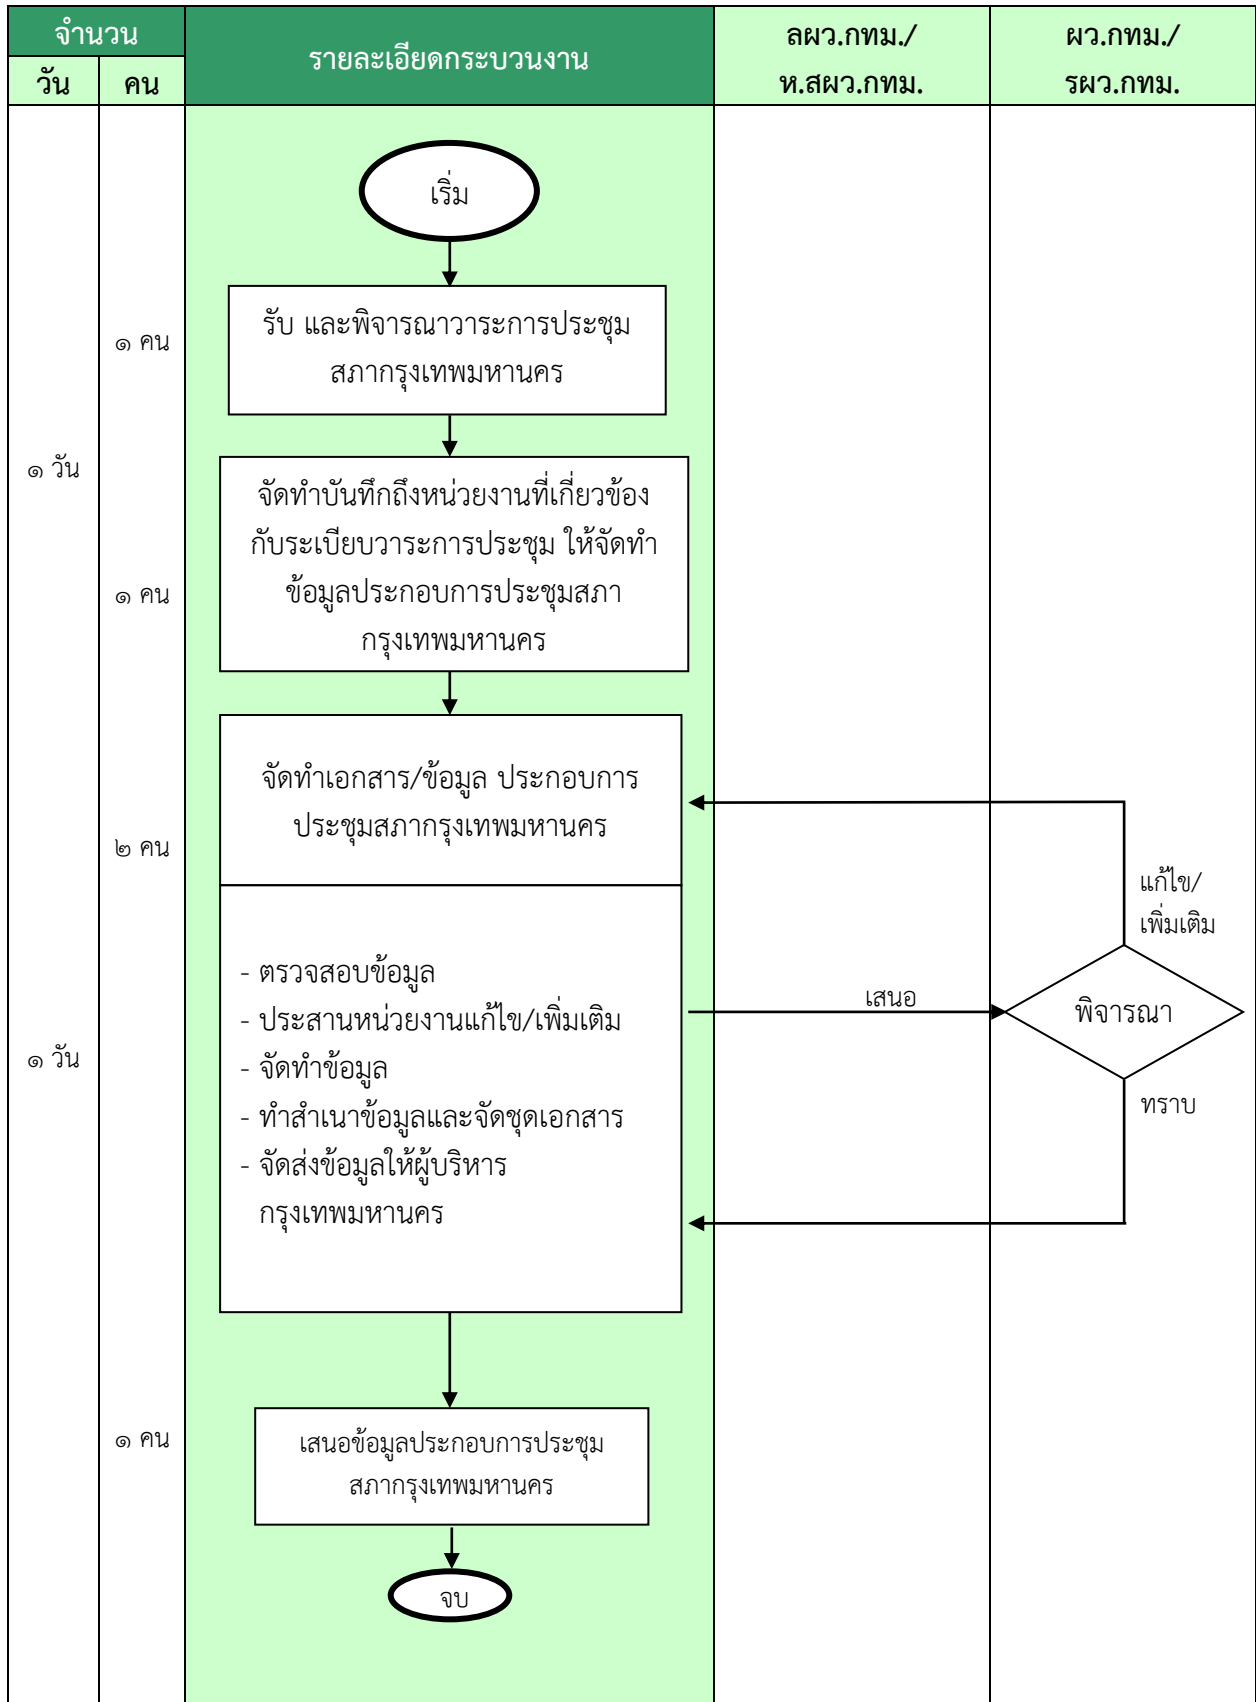 จำนวน
วัน
คน
รายละเอียดกระบวนงาน
ลผว.กทม./
ห.สผว.กทม.
ผว.กทม./
รผว.กทม.
เริ่ม
รับ และพิจารณาวาระการประชุม
สภากรุงเทพมหานคร
๑ คน
๑ วัน
จัดทำบันทึกถึงหน่วยงานที่เกี่ยวข้อง
กับระเบียบวาระการประชุม ให้จัดทำ
ข้อมูลประกอบการประชุมสภา
กรุงเทพมหานคร
๑ คน
จัดทำเอกสาร/ข้อมูล ประกอบการ
ประชุมสภากรุงเทพมหานคร
๒ คน
แก้ไข/
เพิ่มเติม
- ตรวจสอบข้อมูล
- ประสานหน่วยงานแก้ไข/เพิ่มเติม
- จัดทำข้อมูล
- ทำสำเนาข้อมูลและจัดชุดเอกสาร
- จัดส่งข้อมูลให้ผู้บริหาร
กรุงเทพมหานคร
เสนอ
พิจารณา
๑ วัน
ทราบ
๑ คน
เสนอข้อมูลประกอบการประชุม
สภากรุงเทพมหานคร
จบ